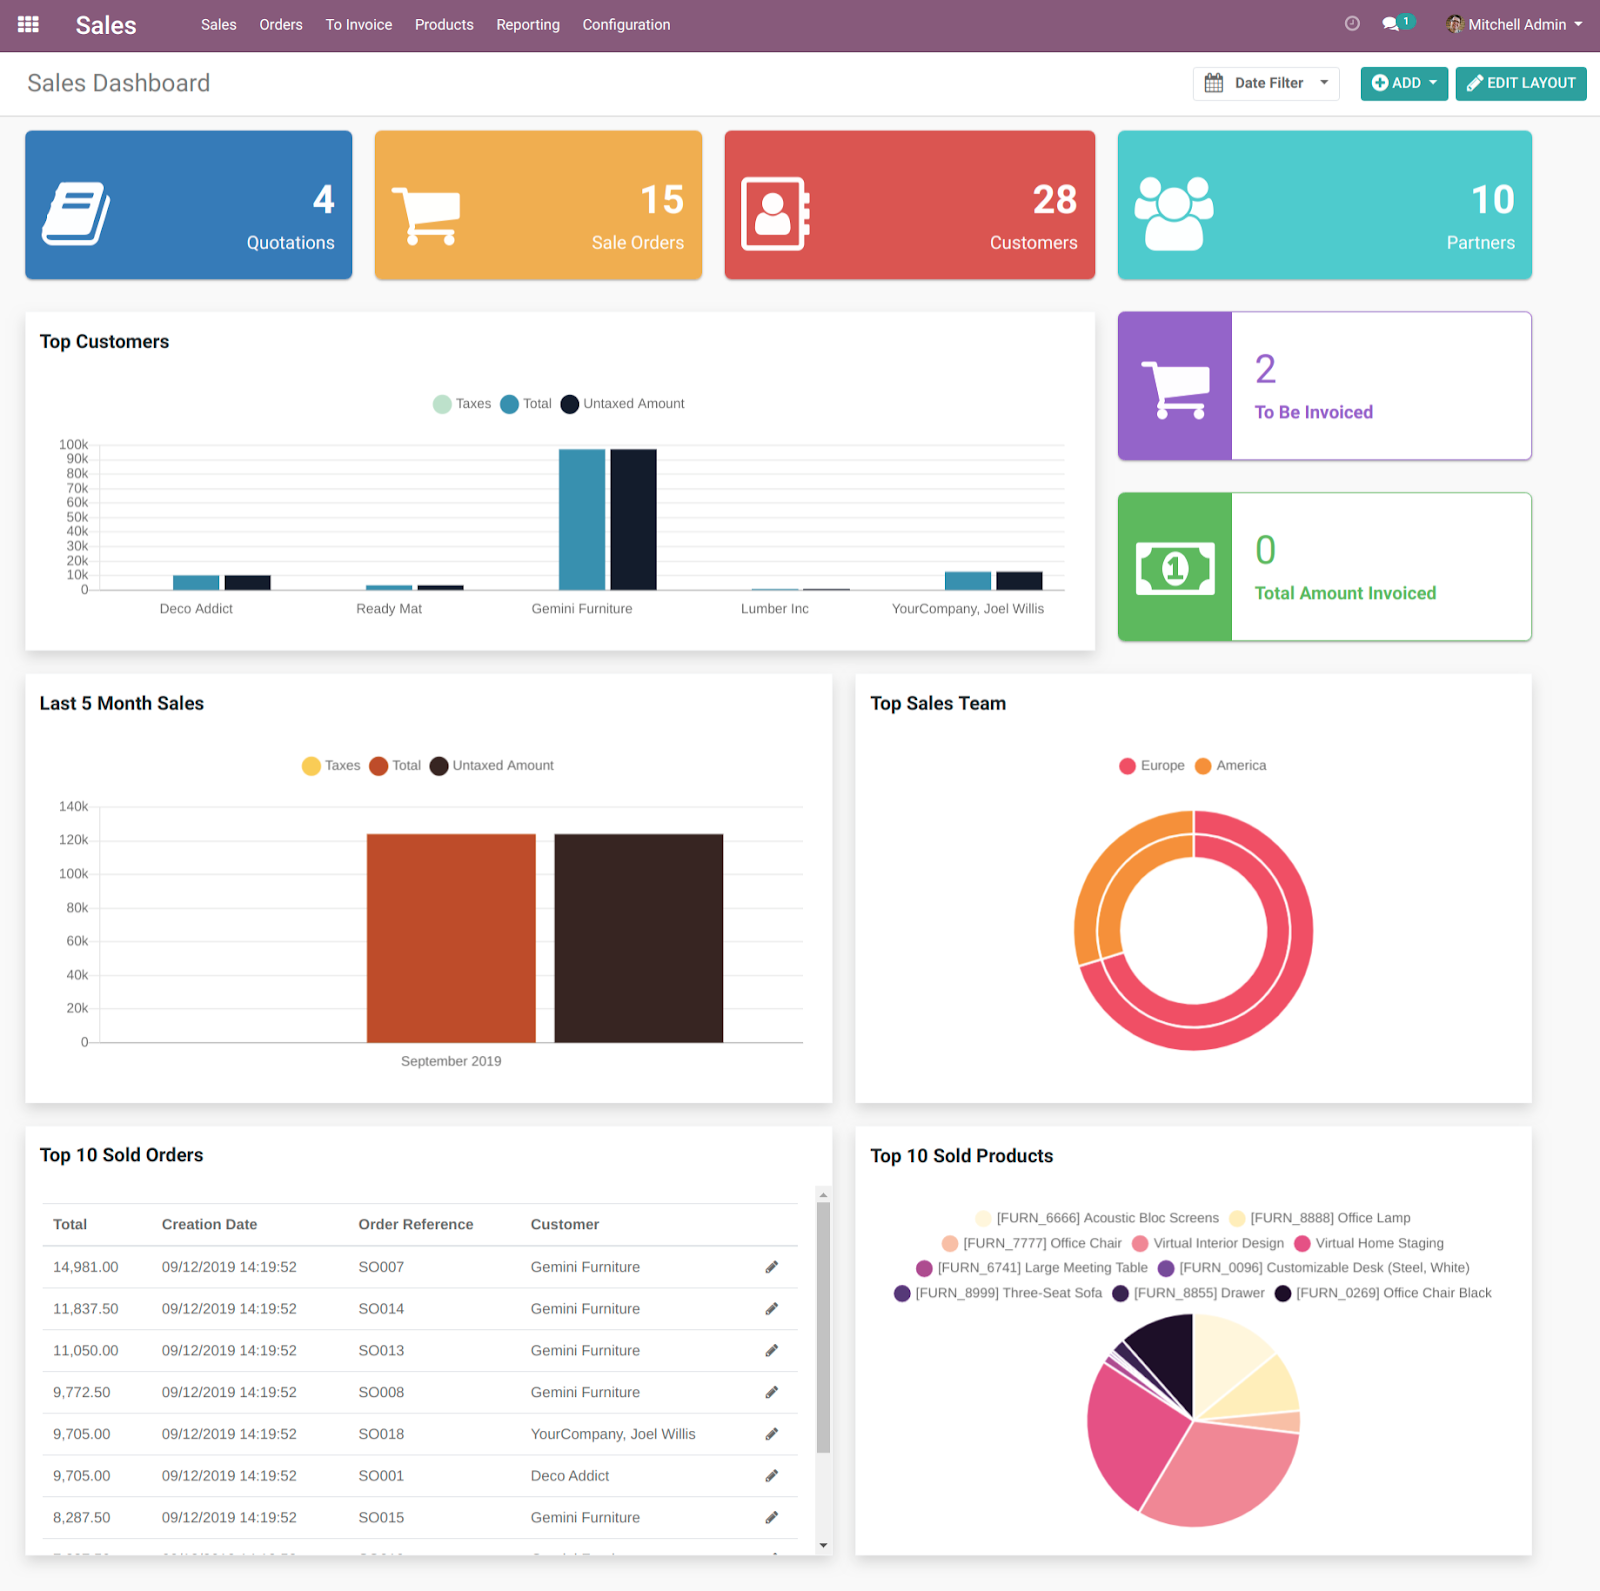 Sales Sales Orders To Invoice Products Reporting Configuration 1 Mitchell Admin
Sales Dashboard Date Filter ADD EDIT LAYOUT
4
Quotations
15
Sale Orders
28
Customers
10
Partners
Top Customers
Taxes Total Untaxed Amount
100k
90k
80k
70k
60k
50k
40k
30k
20k
10k
0
Deco Addict Ready Mat Gemini Furniture Lumber Inc YourCompany, Joel Willis
2
To Be Invoiced
1
0
Total Amount Invoiced
Last 5 Month Sales
Taxes Total Untaxed Amount
140k
120k
100k
80k
60k
40k
20k
0
September 2019
Top Sales Team
Europe America
Top 10 Sold Orders
Total Creation Date Order Reference Customer
14,981.00 09/12/2019 14:19:52 SO007 Gemini Furniture
11,837.50 09/12/2019 14:19:52 SO014 Gemini Furniture
11,050.00 09/12/2019 14:19:52 SO013 Gemini Furniture
9,772.50 09/12/2019 14:19:52 SO008 Gemini Furniture
9,705.00 09/12/2019 14:19:52 SO018 YourCompany, Joel Willis
9,705.00 09/12/2019 14:19:52 SO001 Deco Addict
8,287.50 09/12/2019 14:19:52 SO015 Gemini Furniture
Top 10 Sold Products
[FURN_6666] Acoustic Bloc Screens [FURN_8888] Office Lamp
[FURN_7777] Office Chair Virtual Interior Design Virtual Home Staging
[FURN_6741] Large Meeting Table [FURN_0096] Customizable Desk (Steel, White)
[FURN_8999] Three-Seat Sofa [FURN_8855] Drawer [FURN_0269] Office Chair Black